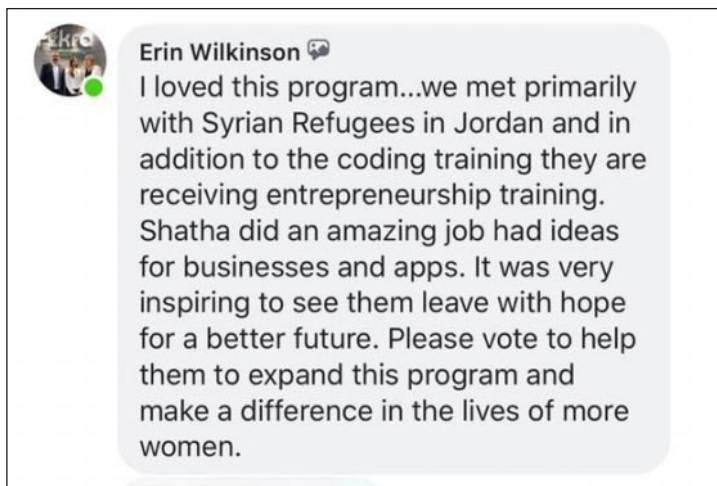 Erin Wilkinson
I loved this program...we met primarily
with Syrian Refugees in Jordan and in
addition to the coding training they are
receiving entrepreneurship training.
Shatha did an amazing job had ideas
for businesses and apps. It was very
inspiring to see them leave with hope
for a better future. Please vote to help
them to expand this program and
make a difference in the lives of more
women.